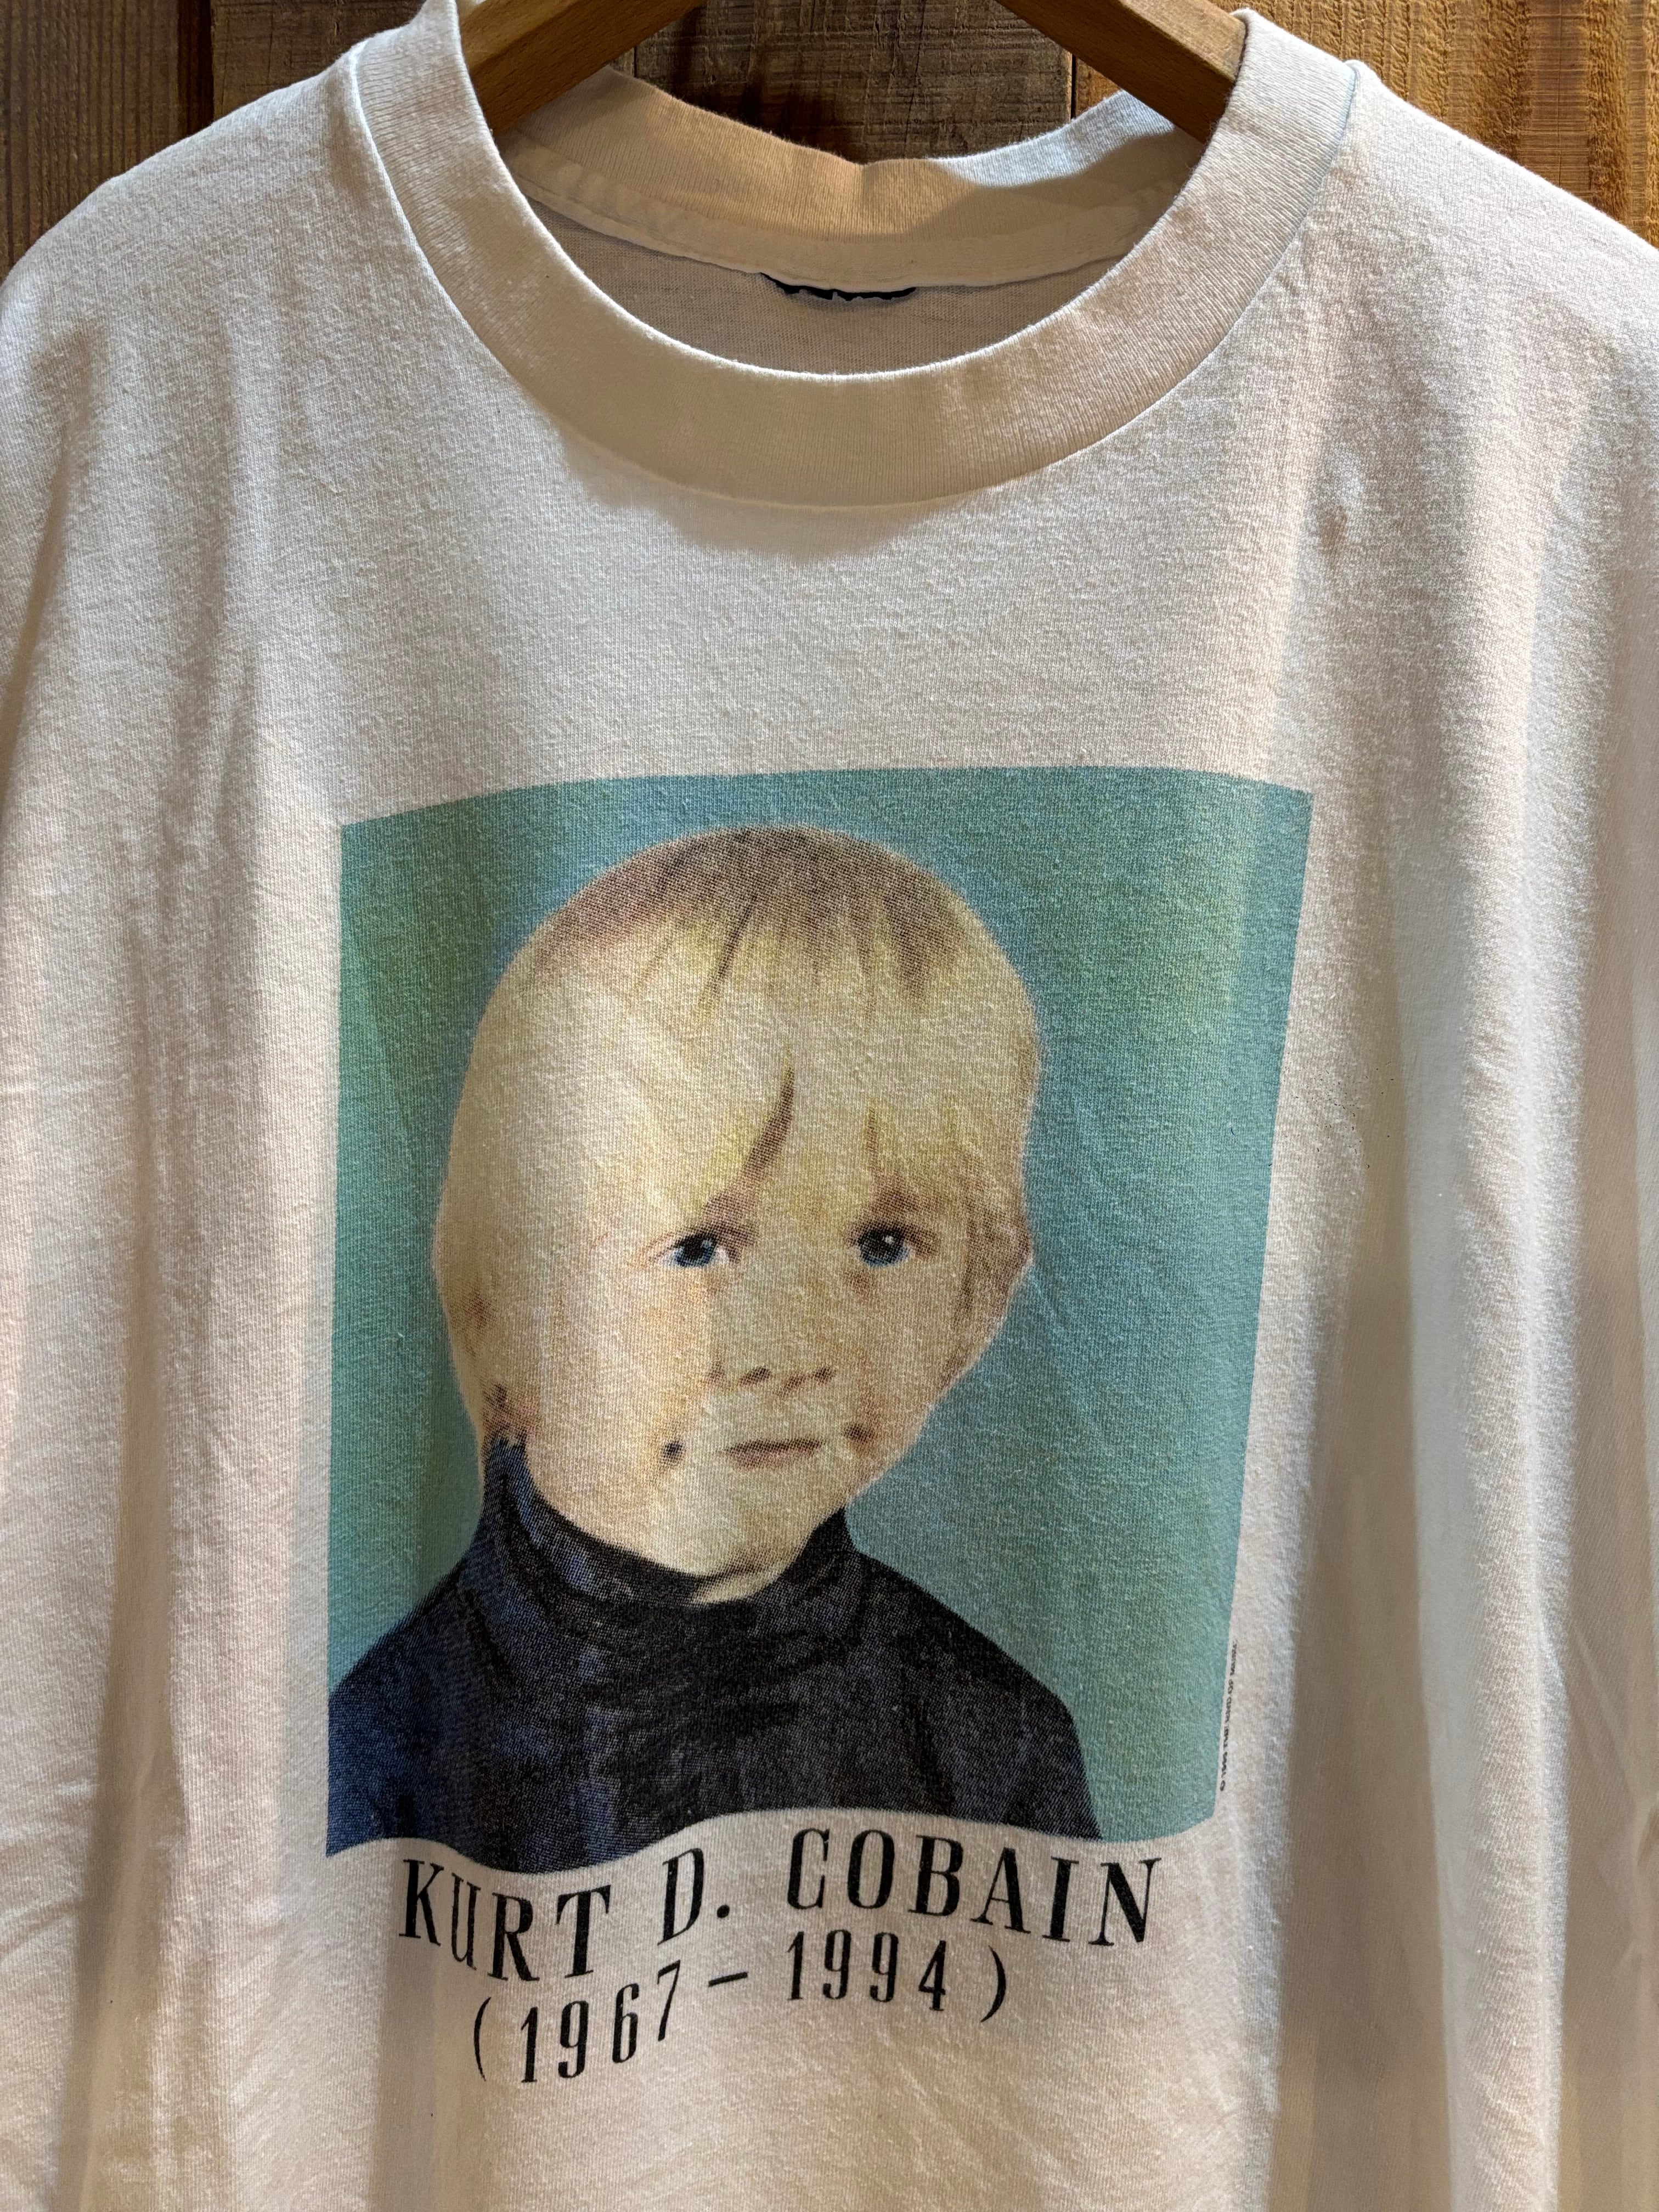 KURT D. COBAIN
(1967 – 1994)